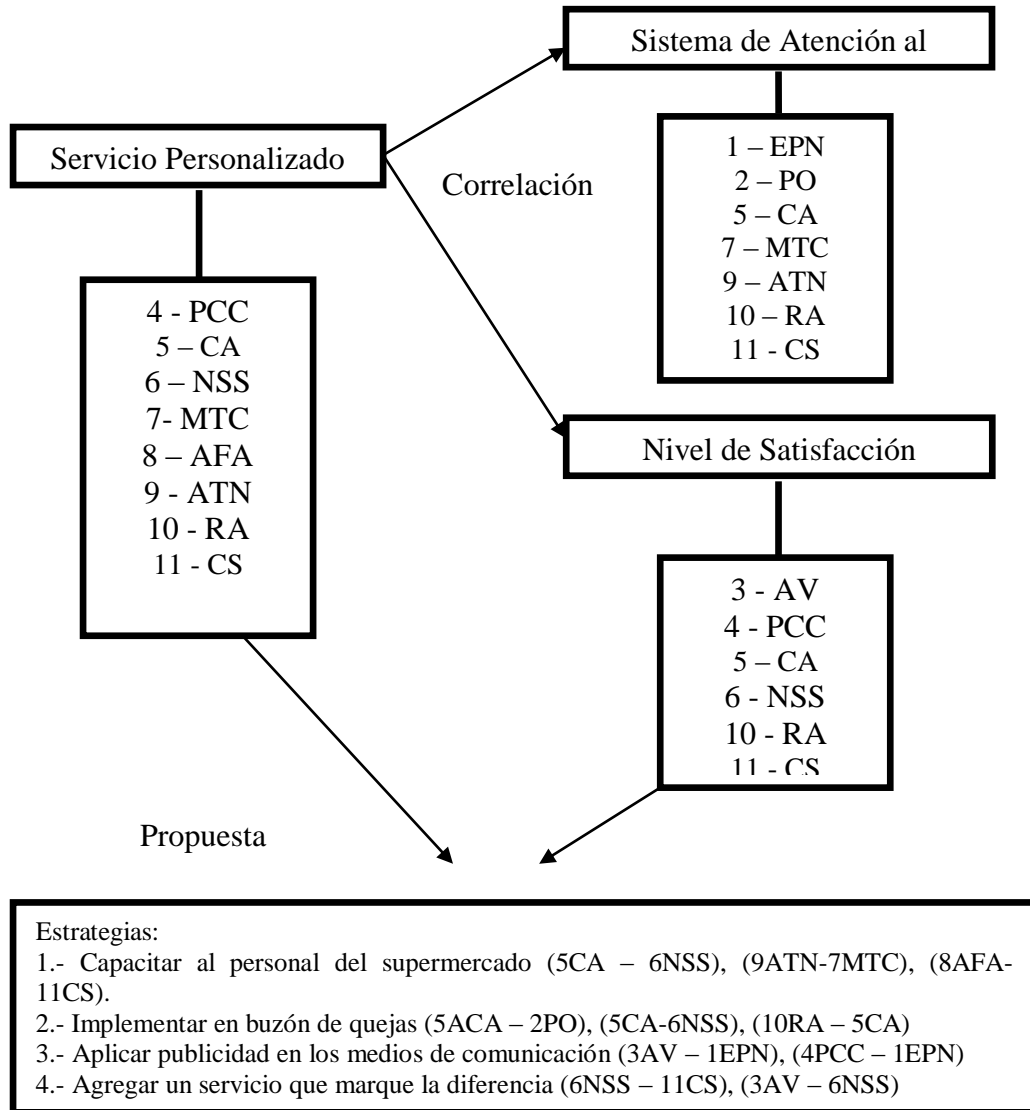 Sistema de Atención al
Servicio Personalizado
Correlación
1 – EPN
2 – PO
5 – CA
7 – MTC
9 – ATN
10 – RA
11 - CS
4 - PCC
5 – CA
6 – NSS
7- MTC
8 – AFA
9 - ATN
10 - RA
11 - CS
Nivel de Satisfacción
3 - AV
4 - PCC
5 – CA
6 - NSS
10 - RA
11 - CS
Propuesta
Estrategias:
1.- Capacitar al personal del supermercado (5CA – 6NSS), (9ATN-7MTC), (8AFA-
11CS).
2.- Implementar en buzón de quejas (5ACA – 2PO), (5CA-6NSS), (10RA – 5CA)
3.- Aplicar publicidad en los medios de comunicación (3AV – 1EPN), (4PCC – 1EPN)
4.- Agregar un servicio que marque la diferencia (6NSS – 11CS), (3AV – 6NSS)